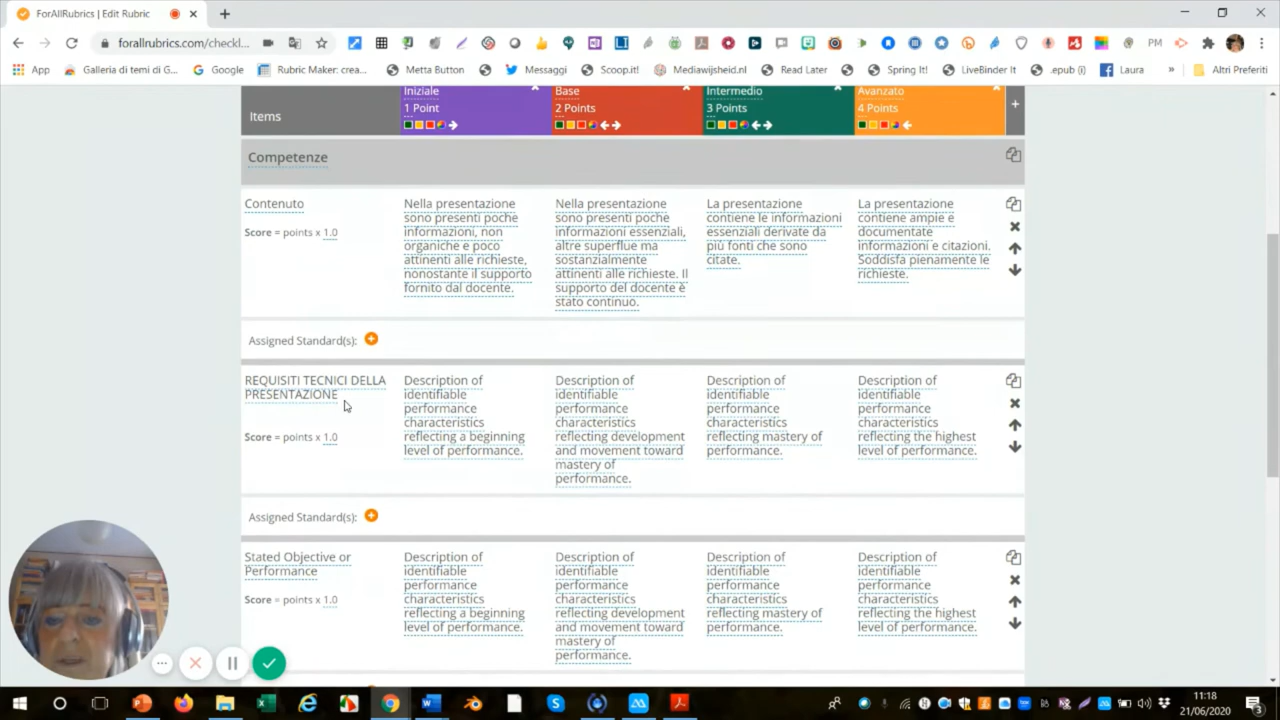 ForAllRubrics | Edit Rubric
forallrubrics.com/checkl...
PM
App
Galleria di temi di G...
Google
Rubric Maker: crea...
Metta Button
Messaggi
Scoop.it!
Mediawijsheid.nl
Read Later
Spring It!
LiveBinder It
.epub (i)
Laura
»
Altri Preferiti
Items
Iniziale
1 Point
Base
2 Points
Intermedio
3 Points
Avanzato
4 Points
Competenze
Contenuto
Score = points x 1.0
Nella presentazione
sono presenti poche
informazioni, non
organiche e poco
attinenti alle richieste,
nonostante il supporto
fornito dal docente.
Nella presentazione
sono presenti poche
informazioni essenziali,
altre superflue ma
sostanzialmente
attinenti alle richieste. Il
supporto del docente è
stato continuo.
La presentazione
contiene le informazioni
essenziali derivate da
più fonti che sono
citate.
La presentazione
contiene ampie e
documentate
informazioni e citazioni.
Soddisfa pienamente le
richieste.
Assigned Standard(s):
REQUISITI TECNICI DELLA
PRESENTAZIONE
Score = points x 1.0
Description of
identifiable
performance
characteristics
reflecting a beginning
level of performance.
Description of
identifiable
performance
characteristics
reflecting development
and movement toward
mastery of
performance.
Description of
identifiable
performance
characteristics
reflecting mastery of
performance.
Description of
identifiable
performance
characteristics
reflecting the highest
level of performance.
Assigned Standard(s):
Stated Objective or
Performance
Score = points x 1.0
Description of
identifiable
performance
characteristics
reflecting a beginning
level of performance.
Description of
identifiable
performance
characteristics
reflecting development
and movement toward
mastery of
performance.
Description of
identifiable
performance
characteristics
reflecting mastery of
performance.
Description of
identifiable
performance
characteristics
reflecting the highest
level of performance.
11:18
21/06/2020
3